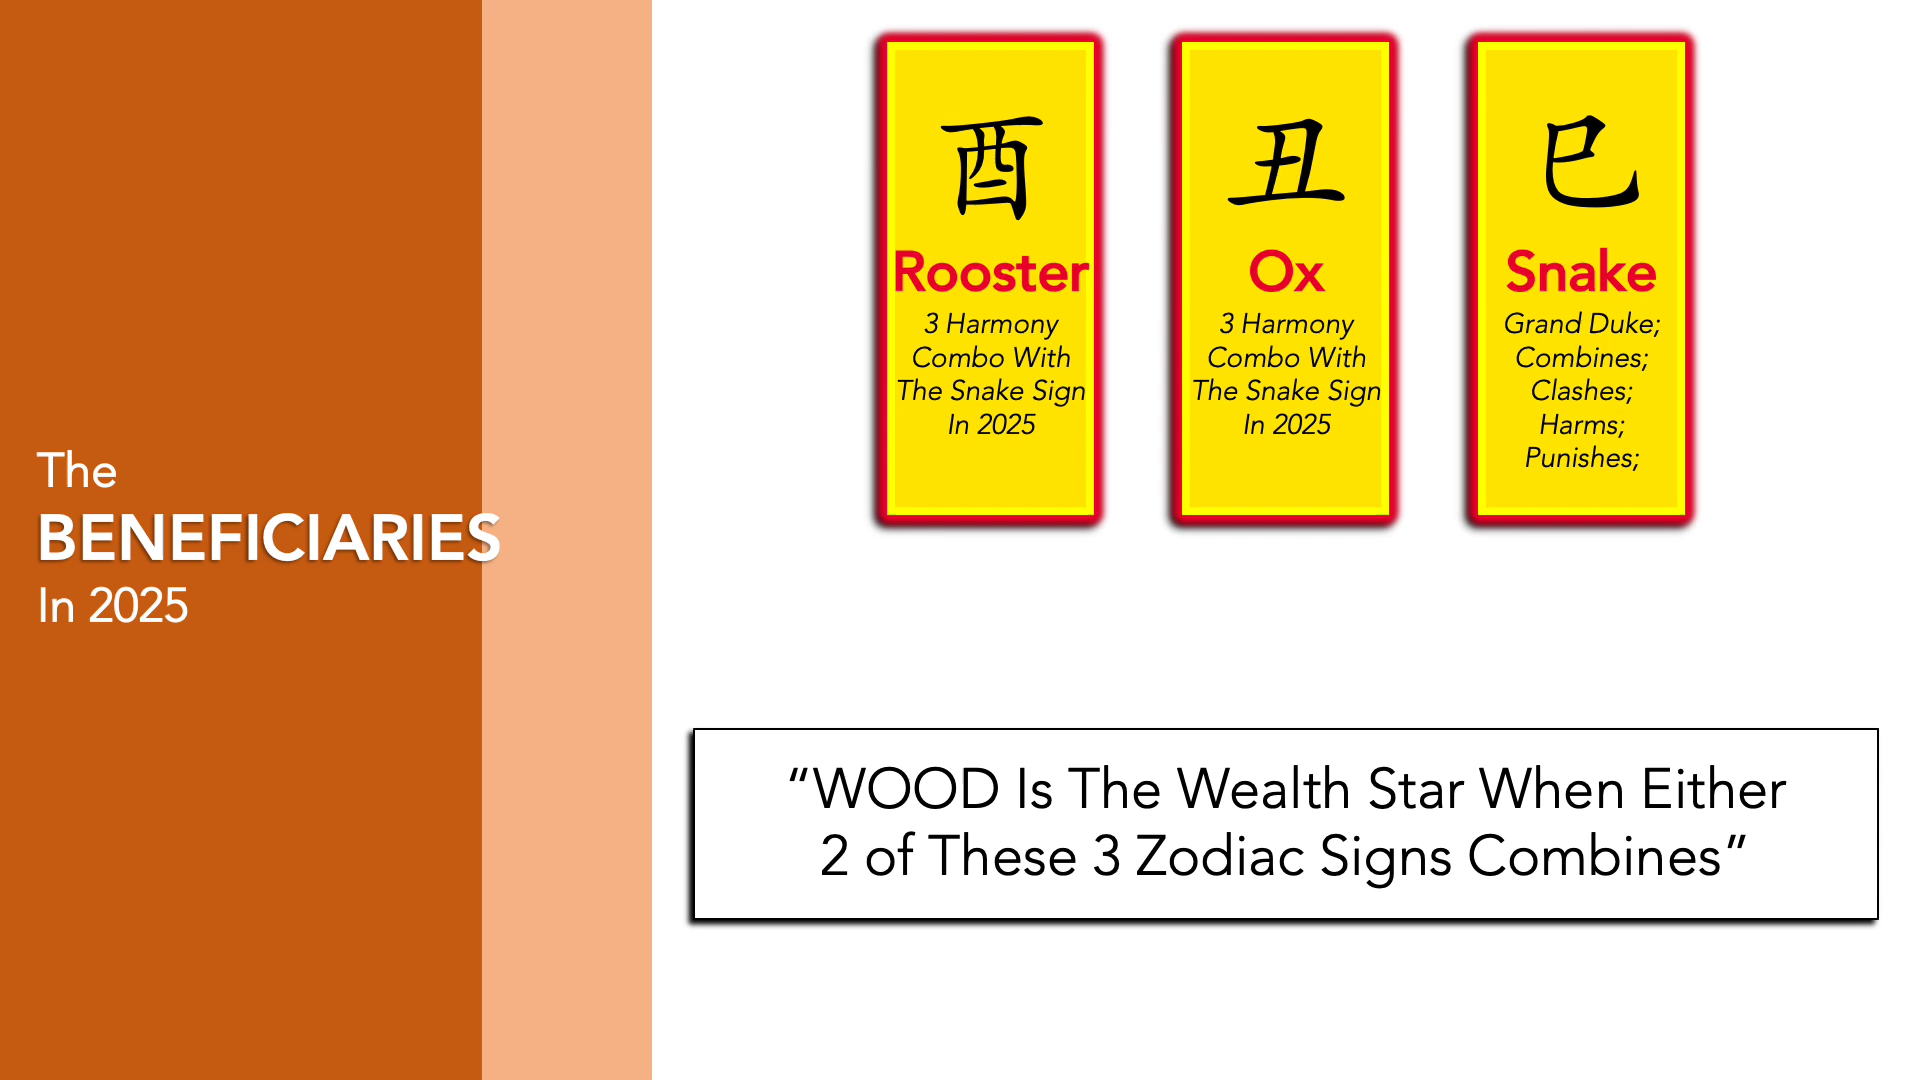 The
BENEFICIARIES
In 2025
酉
Rooster
3 Harmony
Combo With
The Snake Sign
In 2025
丑
Ox
3 Harmony
Combo With
The Snake Sign
In 2025
巳
Snake
Grand Duke;
Combines;
Clashes;
Harms;
Punishes;
“WOOD Is The Wealth Star When Either
2 of These 3 Zodiac Signs Combines”